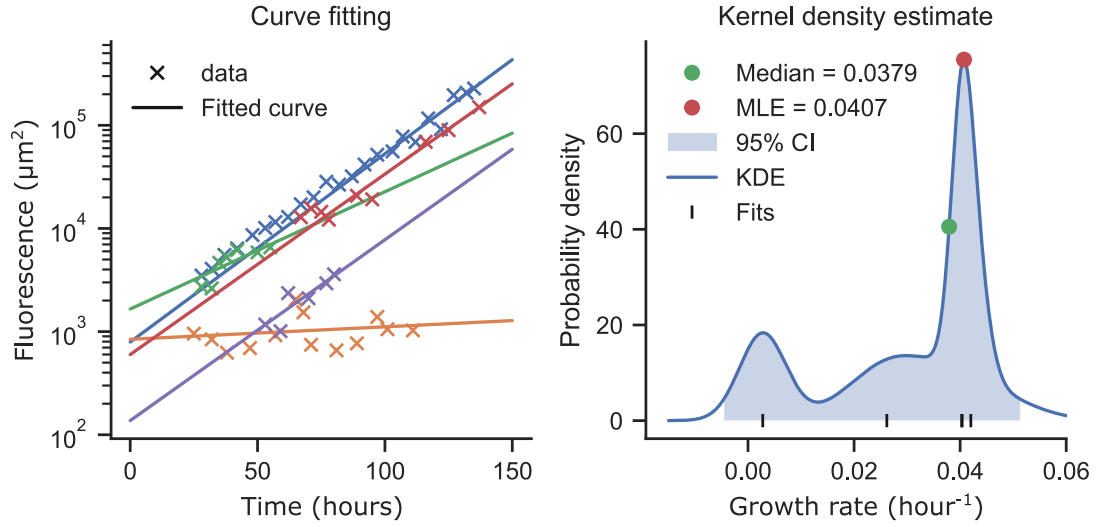 Curve fitting
data
Fitted curve
10⁵
10⁴
10³
10²
Fluorescence (µm²)
0
50
100
150
Time (hours)
Kernel density estimate
Median = 0.0379
MLE = 0.0407
95% CI
KDE
Fits
60
40
20
0
Probability density
0.00
0.02
0.04
0.06
Growth rate (hour⁻¹)